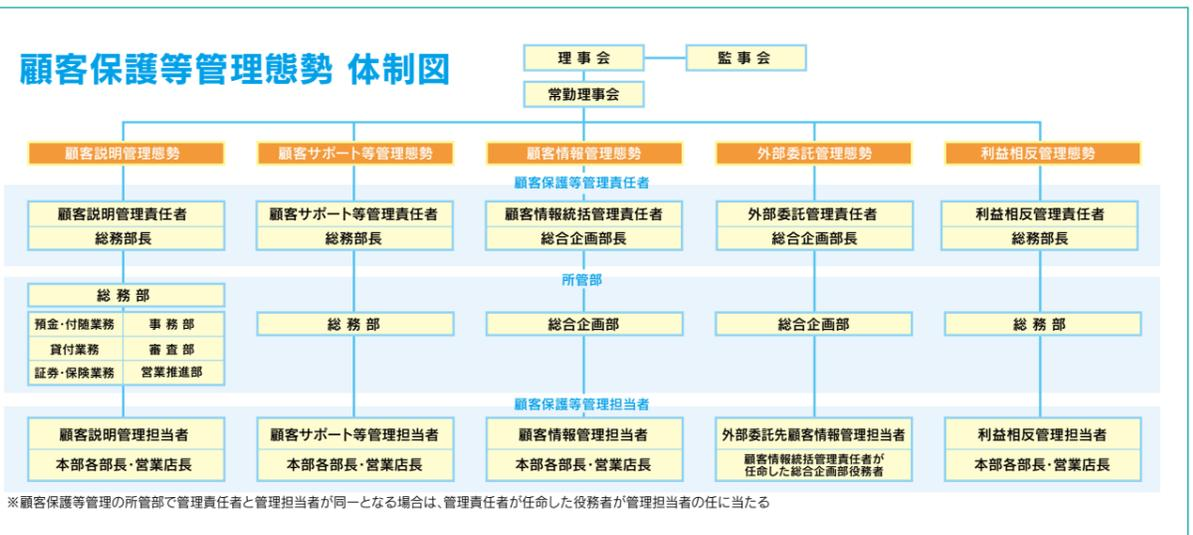 顧客保護等管理態勢 体制図
理事会
監事会
常勤理事会
顧客説明管理態勢
顧客サポート等管理態勢
顧客情報管理態勢
外部委託管理態勢
利益相反管理態勢
顧客保護等管理責任者
顧客説明管理責任者
総務部長
顧客サポート等管理責任者
総務部長
顧客情報統括管理責任者
総合企画部長
外部委託管理責任者
総合企画部長
利益相反管理責任者
総務部長
所管部
総務部
預金・付随業務 事務部
貸付業務 審査部
証券・保険業務 営業推進部
総務部
総合企画部
総合企画部
総務部
顧客保護等管理担当者
顧客説明管理担当者
本部各部長・営業店長
顧客サポート等管理担当者
本部各部長・営業店長
顧客情報管理担当者
本部各部長・営業店長
外部委託先顧客情報管理担当者
顧客情報統括管理責任者が
任命した総合企画部役務者
利益相反管理担当者
本部各部長・営業店長
※顧客保護等管理の所管部で管理責任者と管理担当者が同一となる場合は、管理責任者が任命した役務者が管理担当者の任に当たる